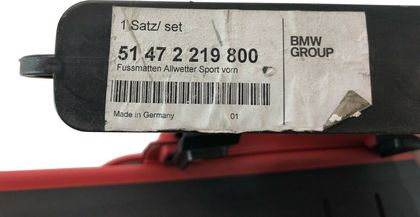 1 Satz/ set
51 47 2 219 800
Fussmatten Allwetter Sport vorn
Made in Germany 01
BMW
GROUP